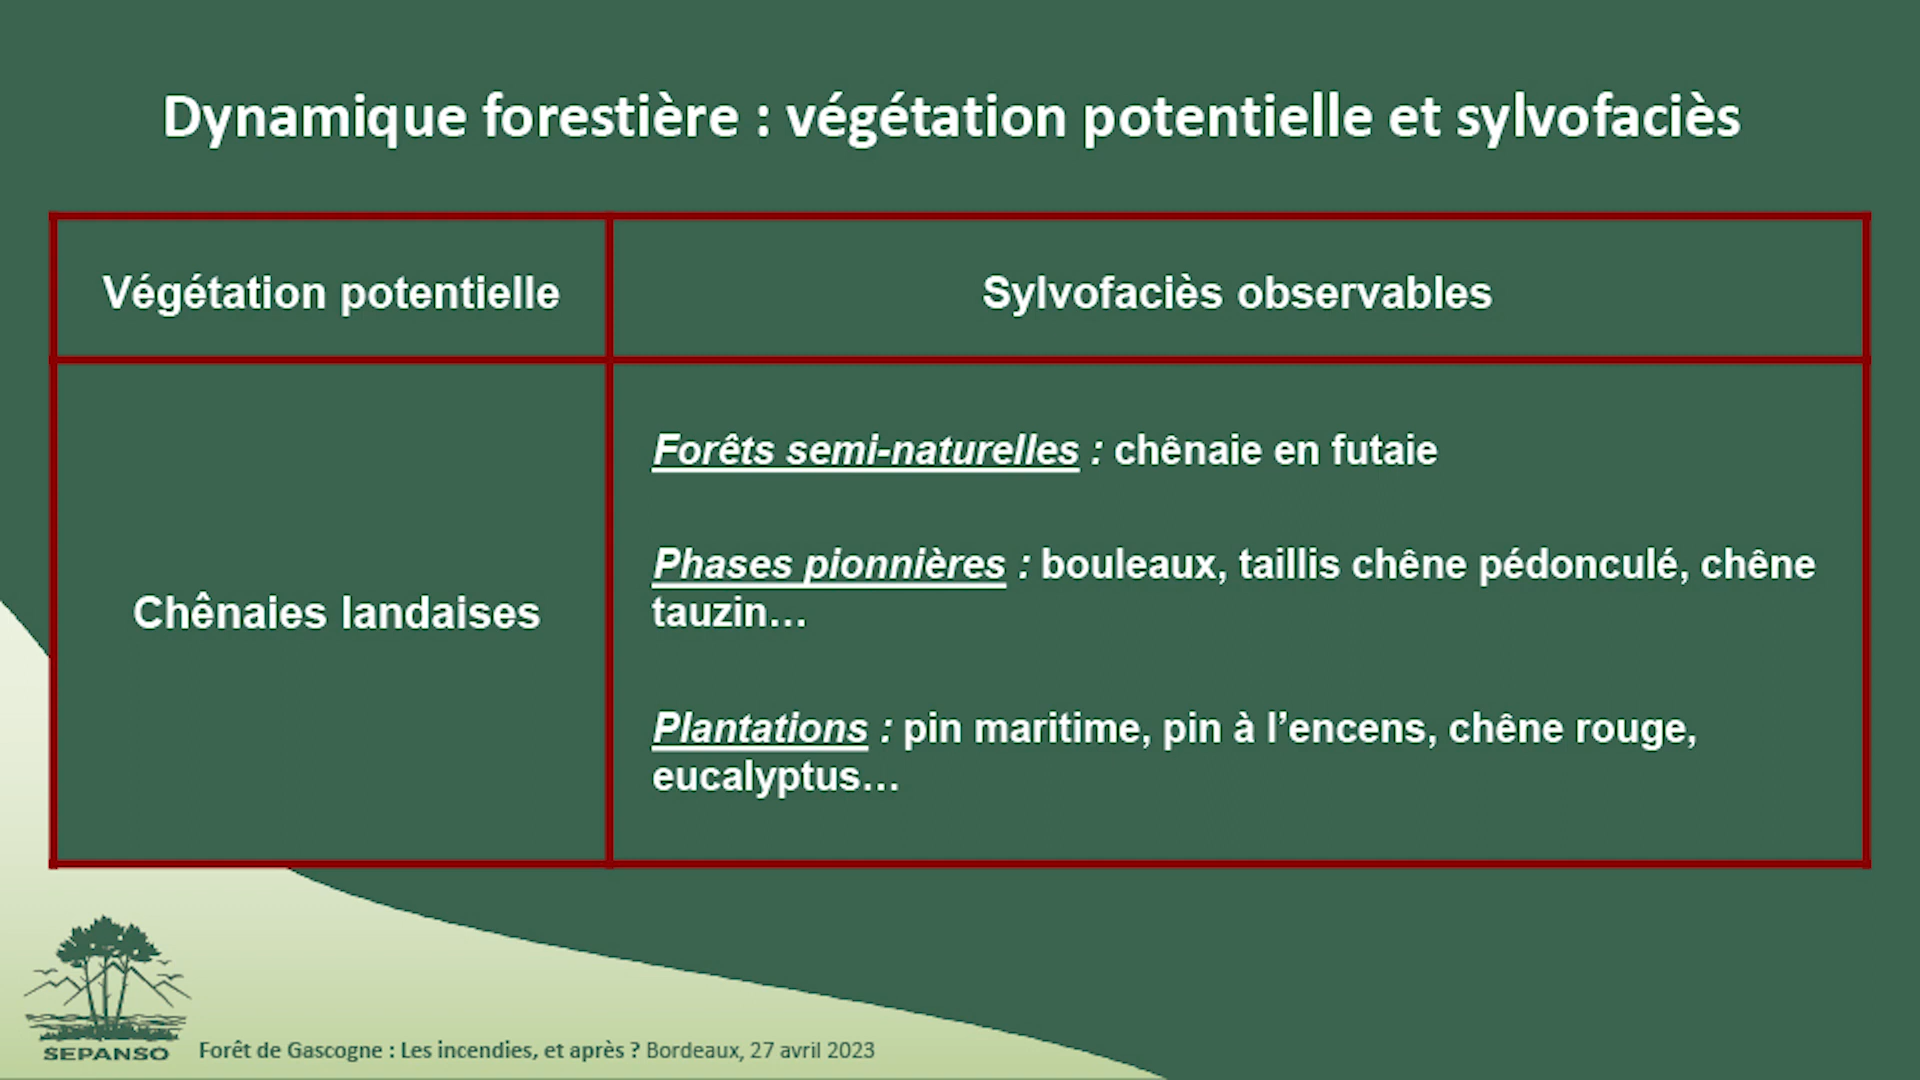 Dynamique forestière : végétation potentielle et sylvofaciès
Végétation potentielle
Sylvofaciès observables
Chênaies landaises
Forêts semi-naturelles : chênaie en futaie
Phases pionnières : bouleaux, taillis chêne pédonculé, chêne
tauzin…
Plantations : pin maritime, pin à l’encens, chêne rouge,
eucalyptus…
SEPANSO
Forêt de Gascogne : Les incendies, et après ? Bordeaux, 27 avril 2023